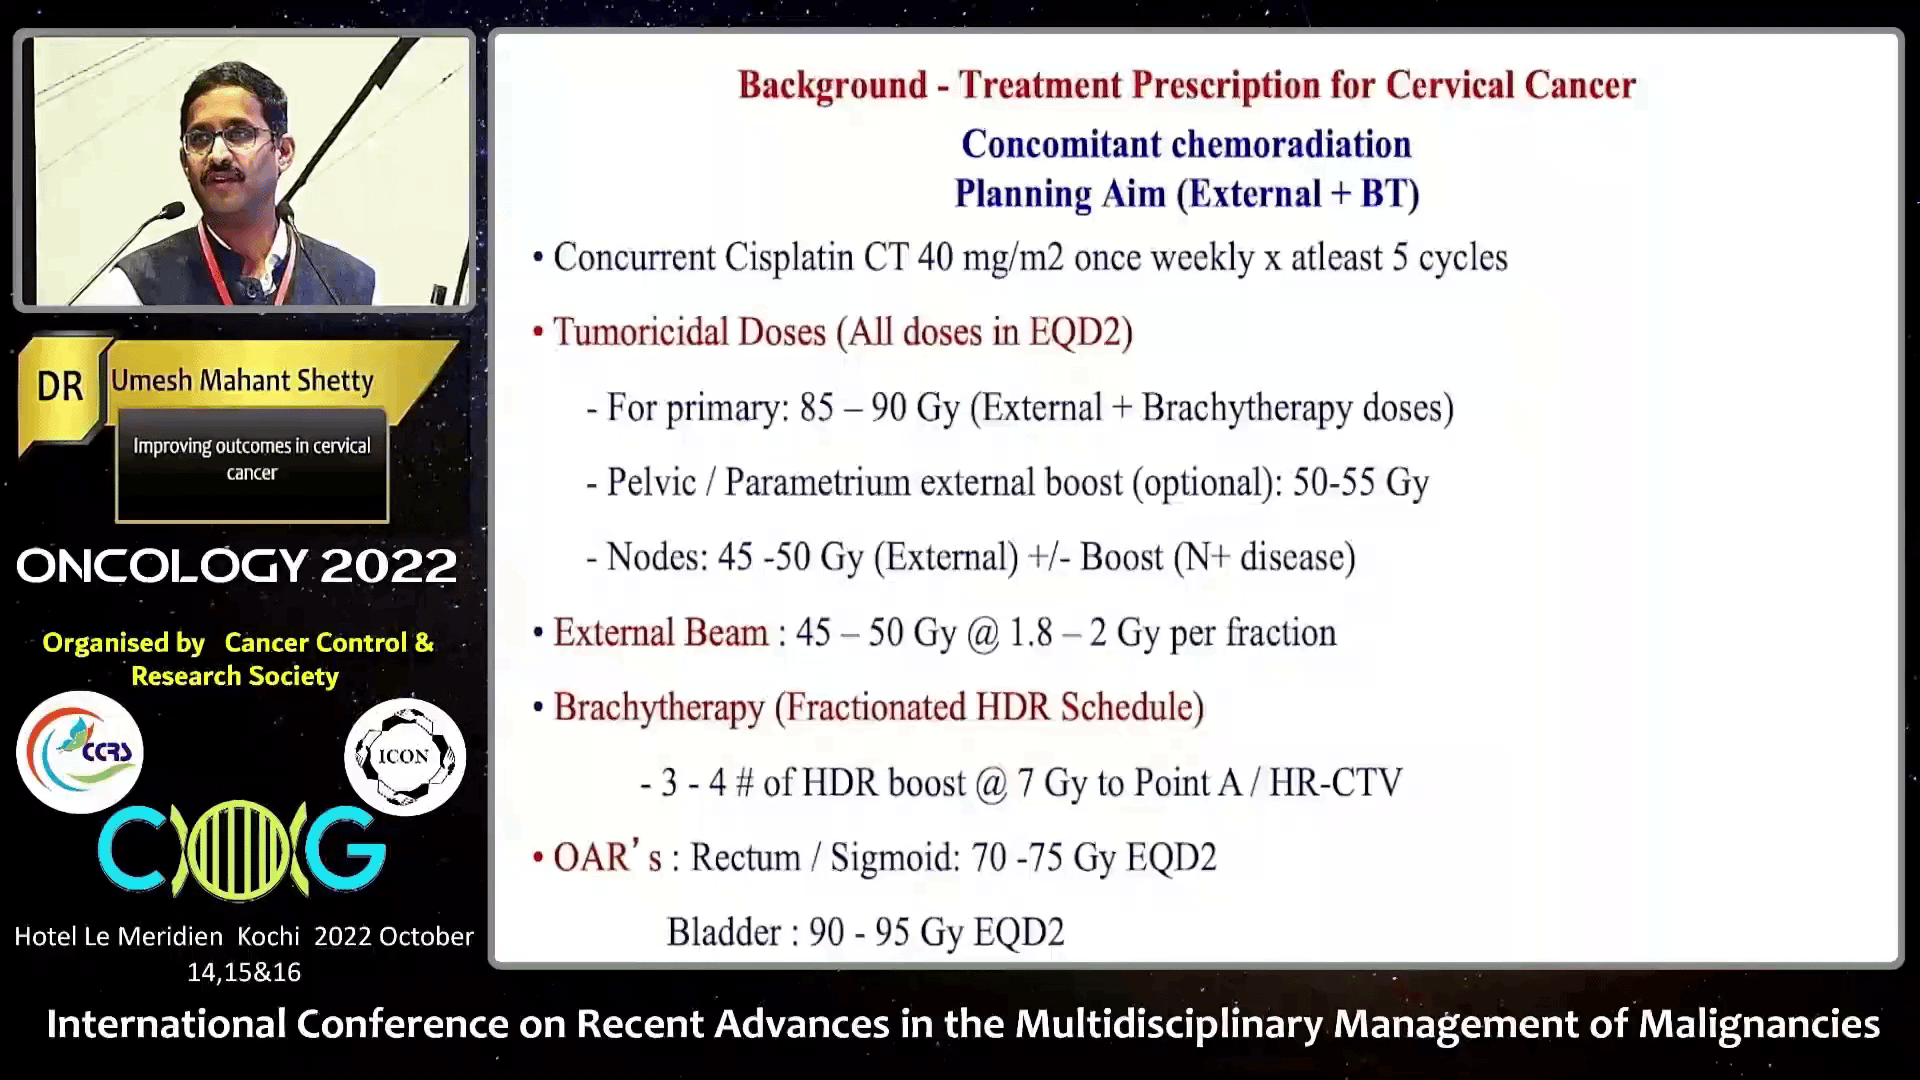 Background - Treatment Prescription for Cervical Cancer
Concomitant chemoradiation
Planning Aim (External + BT)
• Concurrent Cisplatin CT 40 mg/m2 once weekly x atleast 5 cycles
• Tumoricidal Doses (All doses in EQD2)
- For primary: 85 – 90 Gy (External + Brachytherapy doses)
- Pelvic / Parametrium external boost (optional): 50-55 Gy
- Nodes: 45 -50 Gy (External) +/- Boost (N+ disease)
• External Beam : 45 – 50 Gy @ 1.8 – 2 Gy per fraction
• Brachytherapy (Fractionated HDR Schedule)
- 3 - 4 # of HDR boost @ 7 Gy to Point A / HR-CTV
• OAR's : Rectum / Sigmoid: 70 -75 Gy EQD2
Bladder : 90 - 95 Gy EQD2
DR Umesh Mahant Shetty
Improving outcomes in cervical
cancer
ONCOLOGY 2022
Organised by Cancer Control &
Research Society
CCRS
ICON
Hotel Le Meridien Kochi 2022 October
14,15&16
International Conference on Recent Advances in the Multidisciplinary Management of Malignancies